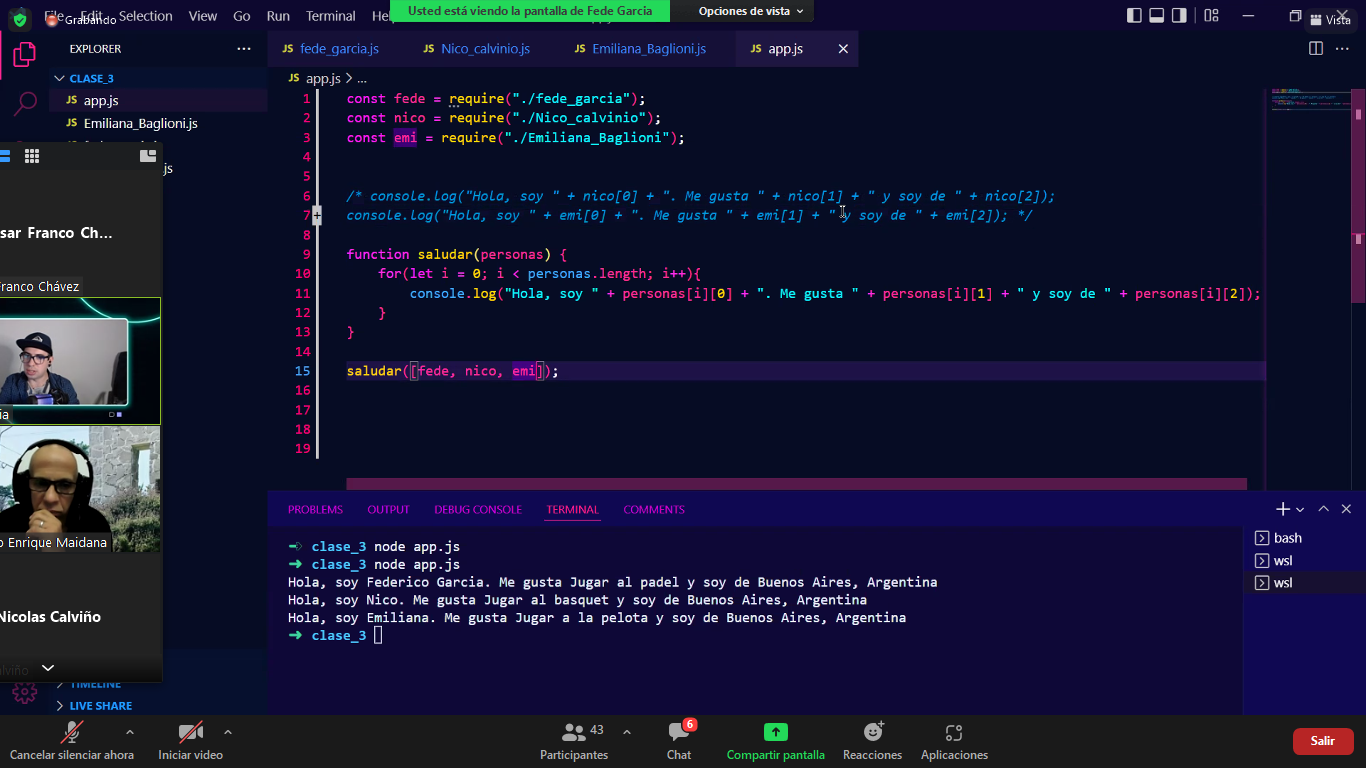 File Edit Selection View Go Run Terminal
Grabando
Usted está viendo la pantalla de Fede Garcia
Opciones de vista
Vista
EXPLORER
CLASE_3
JS app.js
JS Emiliana_Baglioni.js
JS fede_garcia.js
JS Nico_calvinio.js
JS Emiliana_Baglioni.js
JS app.js
JS app.js > ...
1 const fede = require("./fede_garcia");
2 const nico = require("./Nico_calvinio");
3 const emi = require("./Emiliana_Baglioni");
4
5
6 /* console.log("Hola, soy " + nico[0] + ". Me gusta " + nico[1] + " y soy de " + nico[2]);
7 console.log("Hola, soy " + emi[0] + ". Me gusta " + emi[1] + " y soy de " + emi[2]); */
8
9 function saludar(personas) {
10 for(let i = 0; i < personas.length; i++){
11 console.log("Hola, soy " + personas[i][0] + ". Me gusta " + personas[i][1] + " y soy de " + personas[i][2]);
12 }
13 }
14
15 saludar([fede, nico, emi]);
16
17
18
19
sar Franco Ch...
Franco Chávez
ia
o Enrique Maidana
Nicolas Calviño
TIMELINE
LIVE SHARE
PROBLEMS OUTPUT DEBUG CONSOLE TERMINAL COMMENTS
clase_3 node app.js
clase_3 node app.js
Hola, soy Federico Garcia. Me gusta Jugar al padel y soy de Buenos Aires, Argentina
Hola, soy Nico. Me gusta Jugar al basquet y soy de Buenos Aires, Argentina
Hola, soy Emiliana. Me gusta Jugar a la pelota y soy de Buenos Aires, Argentina
clase_3
bash
wsl
wsl
Cancelar silenciar ahora
Iniciar video
Participantes 43
Chat 6
Compartir pantalla
Reacciones
Aplicaciones
Salir